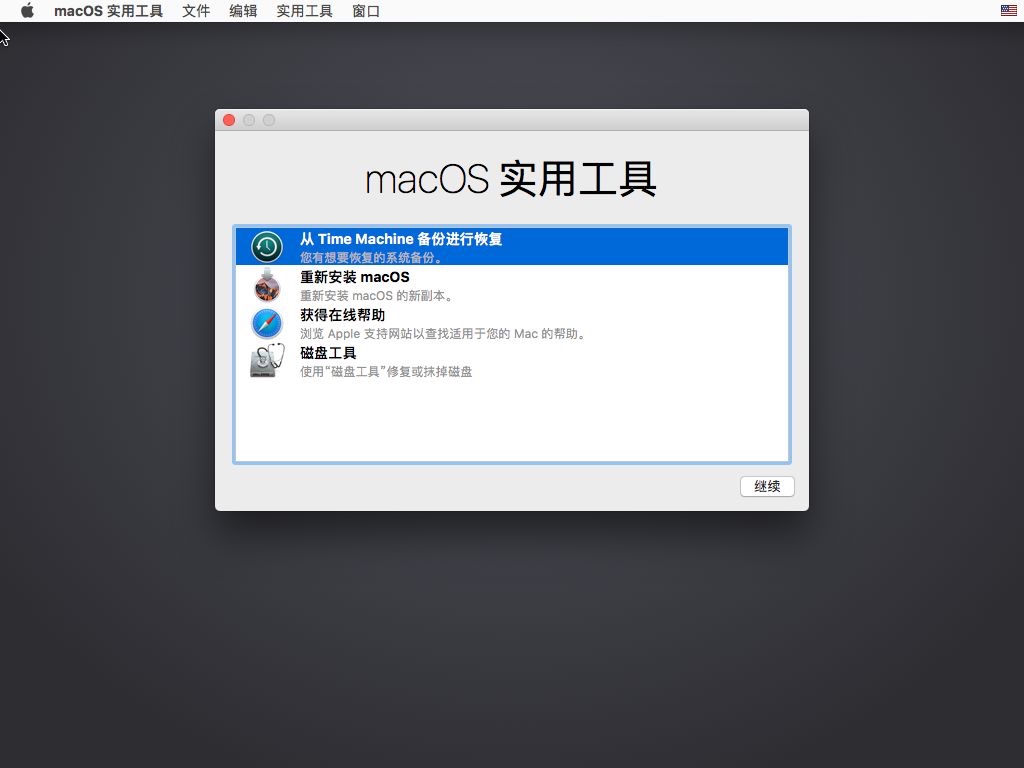 macOS 实用工具 文件 编辑 实用工具 窗口
macOS 实用工具
从 Time Machine 备份进行恢复
您有想要恢复的系统备份。
重新安装 macOS
重新安装 macOS 的新副本。
获得在线帮助
浏览 Apple 支持网站以查找适用于您的 Mac 的帮助。
磁盘工具
使用“磁盘工具”修复或抹掉磁盘
继续